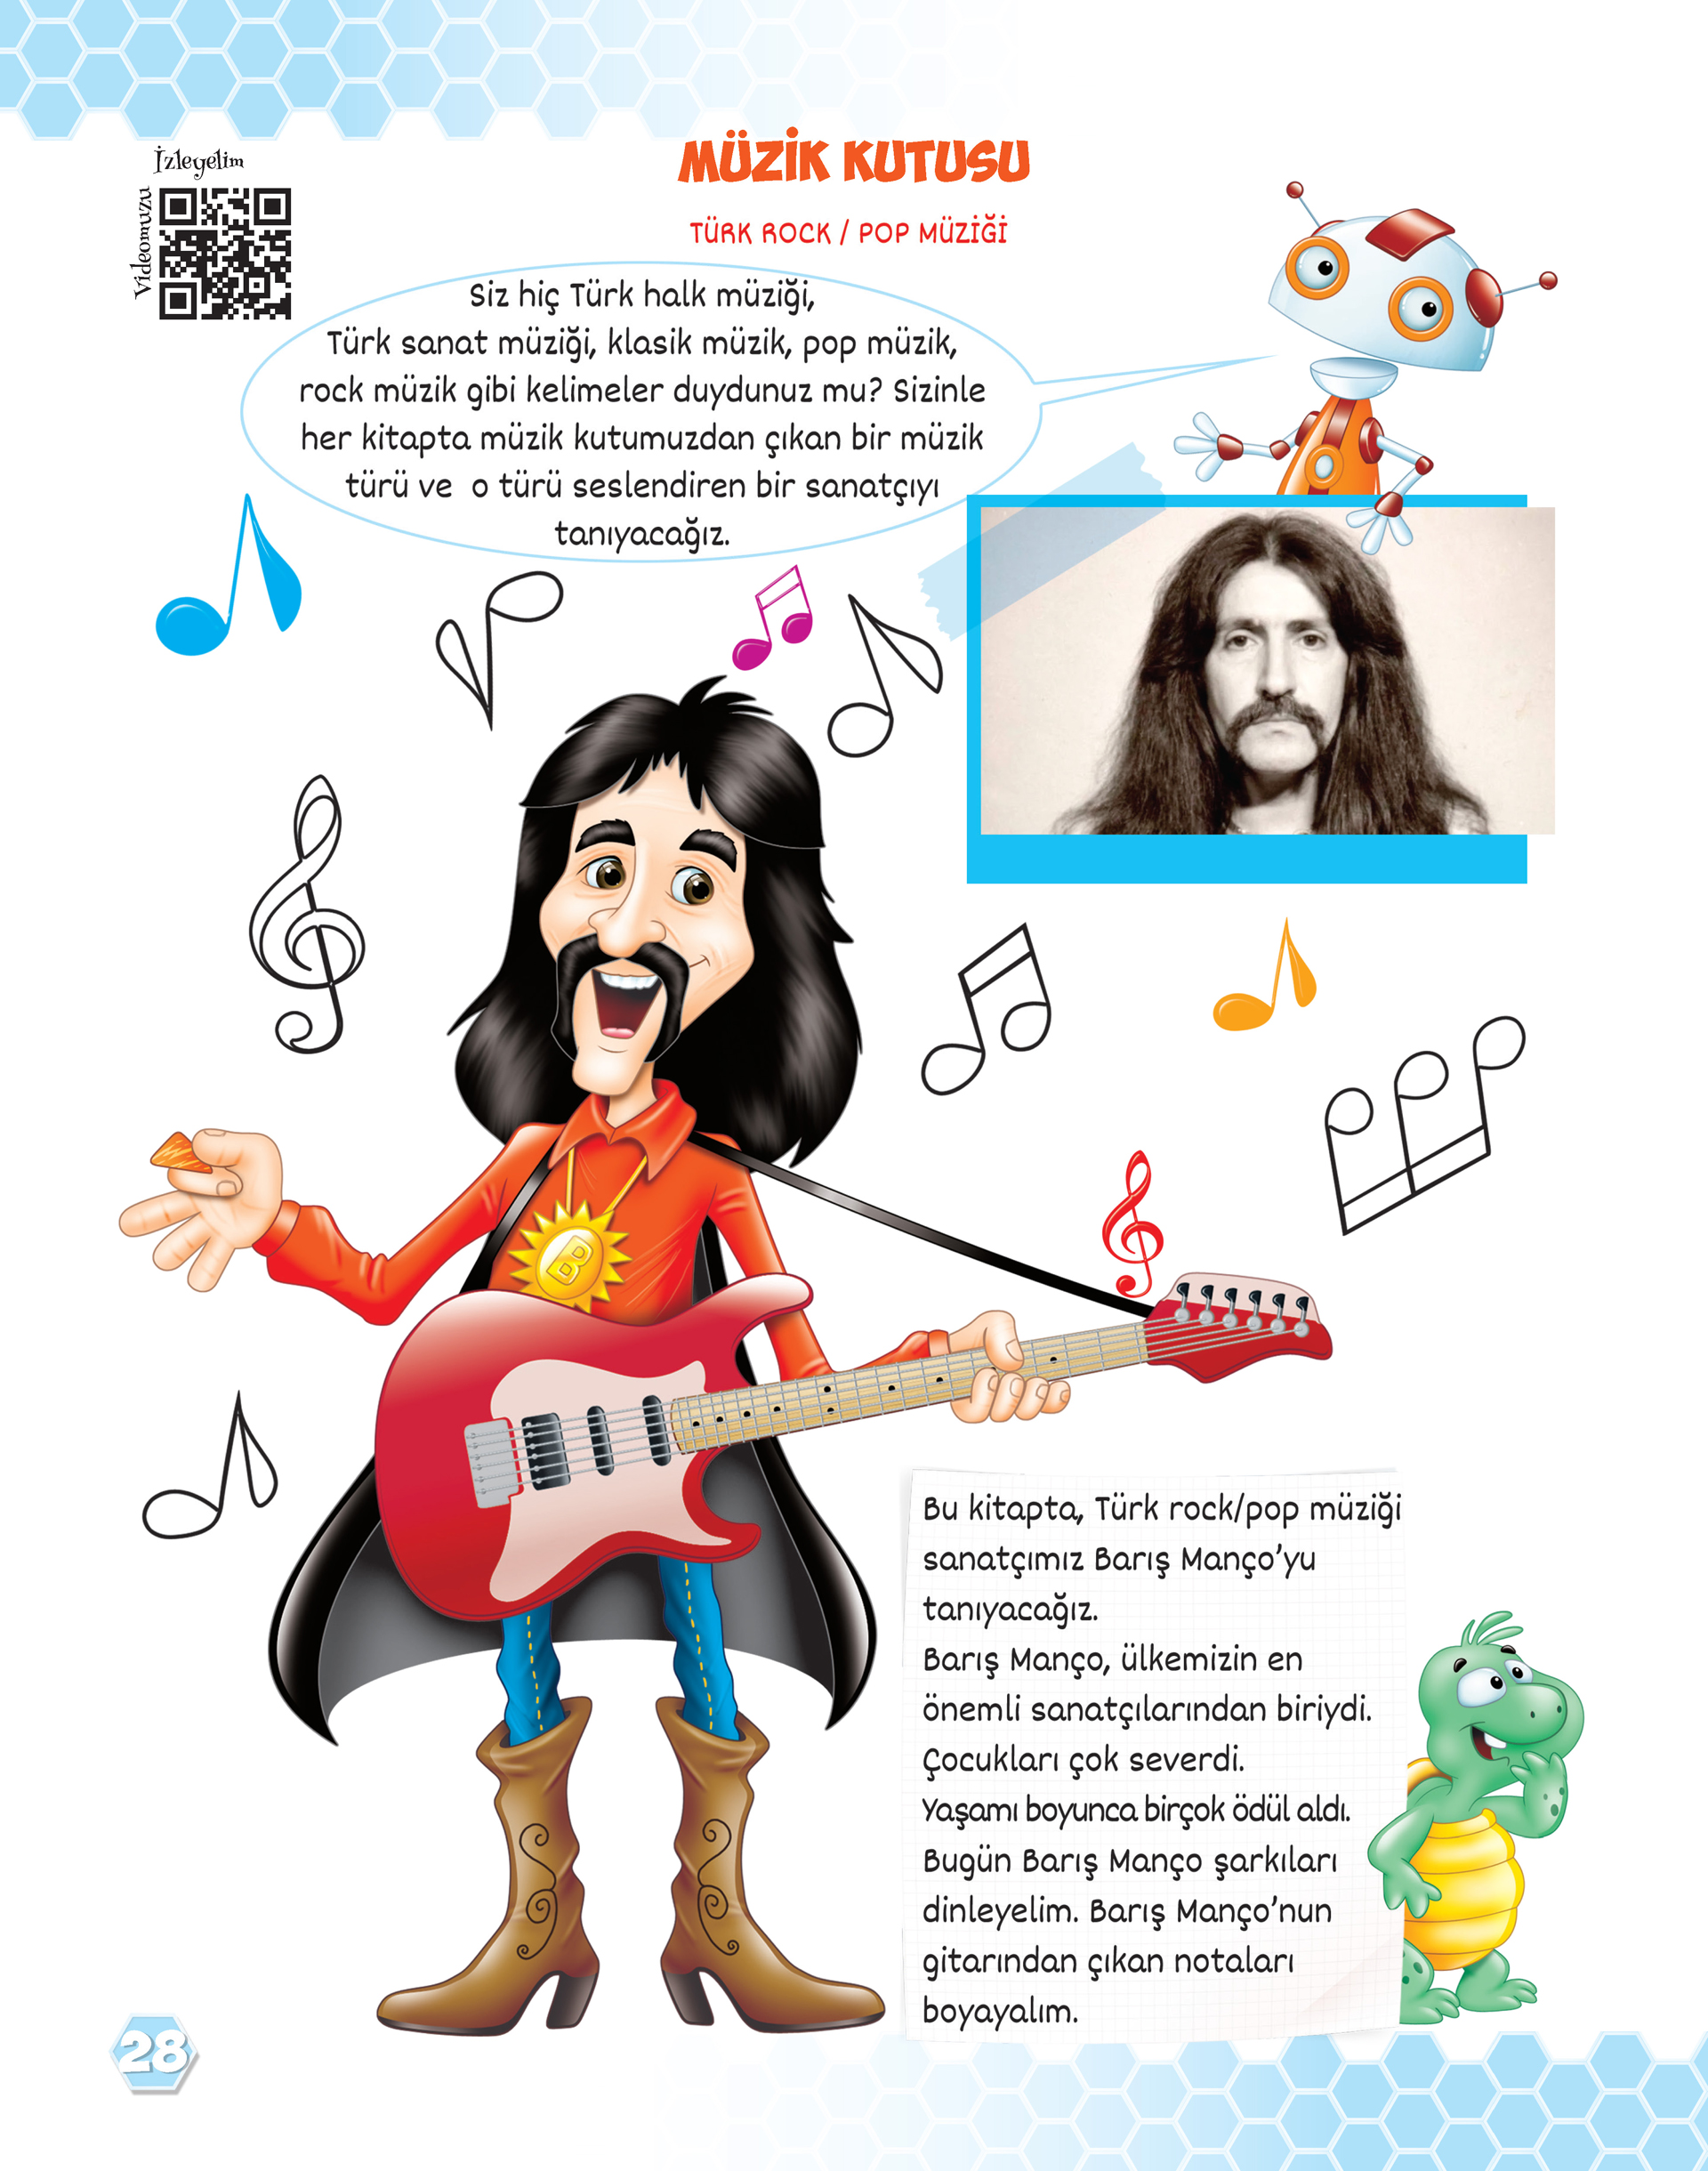 İzleyelim
Videomuzu
MÜZİK KUTUSU
TÜRK ROCK / POP MÜZİĞİ
Siz hiç Türk halk müziği,
Türk sanat müziği, klasik müzik, pop müzik,
rock müzik gibi kelimeler duydunuz mu? Sizinle
her kitapta müzik kutumuzdan çıkan bir müzik
türü ve o türü seslendiren bir sanatçıyı
tanıyacağız.
B
Bu kitapta, Türk rock/pop müziği
sanatçımız Barış Manço'yu
tanıyacağız.
Barış Manço, ülkemizin en
önemli sanatçılarından biriydi.
Çocukları çok severdi.
Yaşamı boyunca birçok ödül aldı.
Bugün Barış Manço şarkıları
dinleyelim. Barış Manço'nun
gitarından çıkan notaları
boyayalım.
28